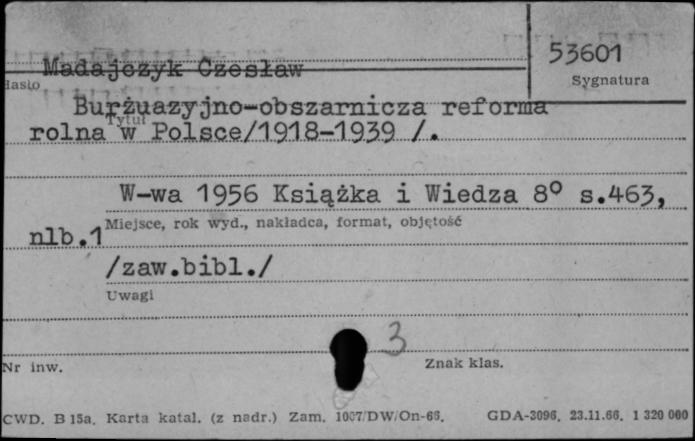 Madajczyk Czesław
53601
Hasło
Sygnatura
Burżuazyjno-obszarnicza reforma
Tytuł
rolna w Polsce/1918-1939 /.
W-wa 1956 Książka i Wiedza 8º s.463,
Miejsce, rok wyd., nakładca, format, objętość
nlb.1
/zaw.bibl./
Uwagi
3
Nr inw.
Znak klas.
CWD. B 15a. Karta katal. (z nadr.) Zam. 1067/DW/On-66. GDA-3096. 23.11.66. 1 320 000